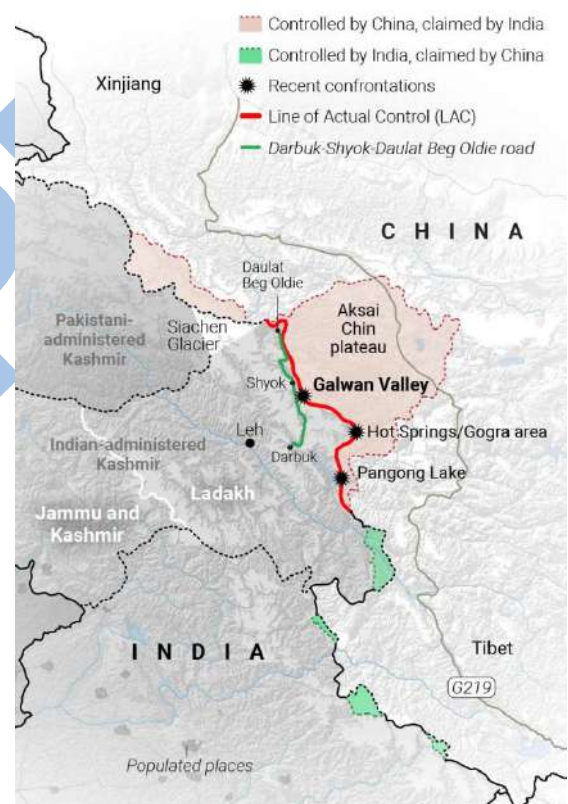 Controlled by China, claimed by India
Controlled by India, claimed by China
Recent confrontations
Line of Actual Control (LAC)
Darbuk-Shyok-Daulat Beg Oldie road
Xinjiang
CHINA
Daulat
Beg Oldie
Aksai
Chin
plateau
Pakistani-
administered
Kashmir
Siachen
Glacier
Shyok
Galwan Valley
Leh
Hot Springs/Gogra area
Indian-administered
Kashmir
Darbuk
Pangong Lake
Ladakh
Jammu and
Kashmir
INDIA
Tibet
G219
Populated places